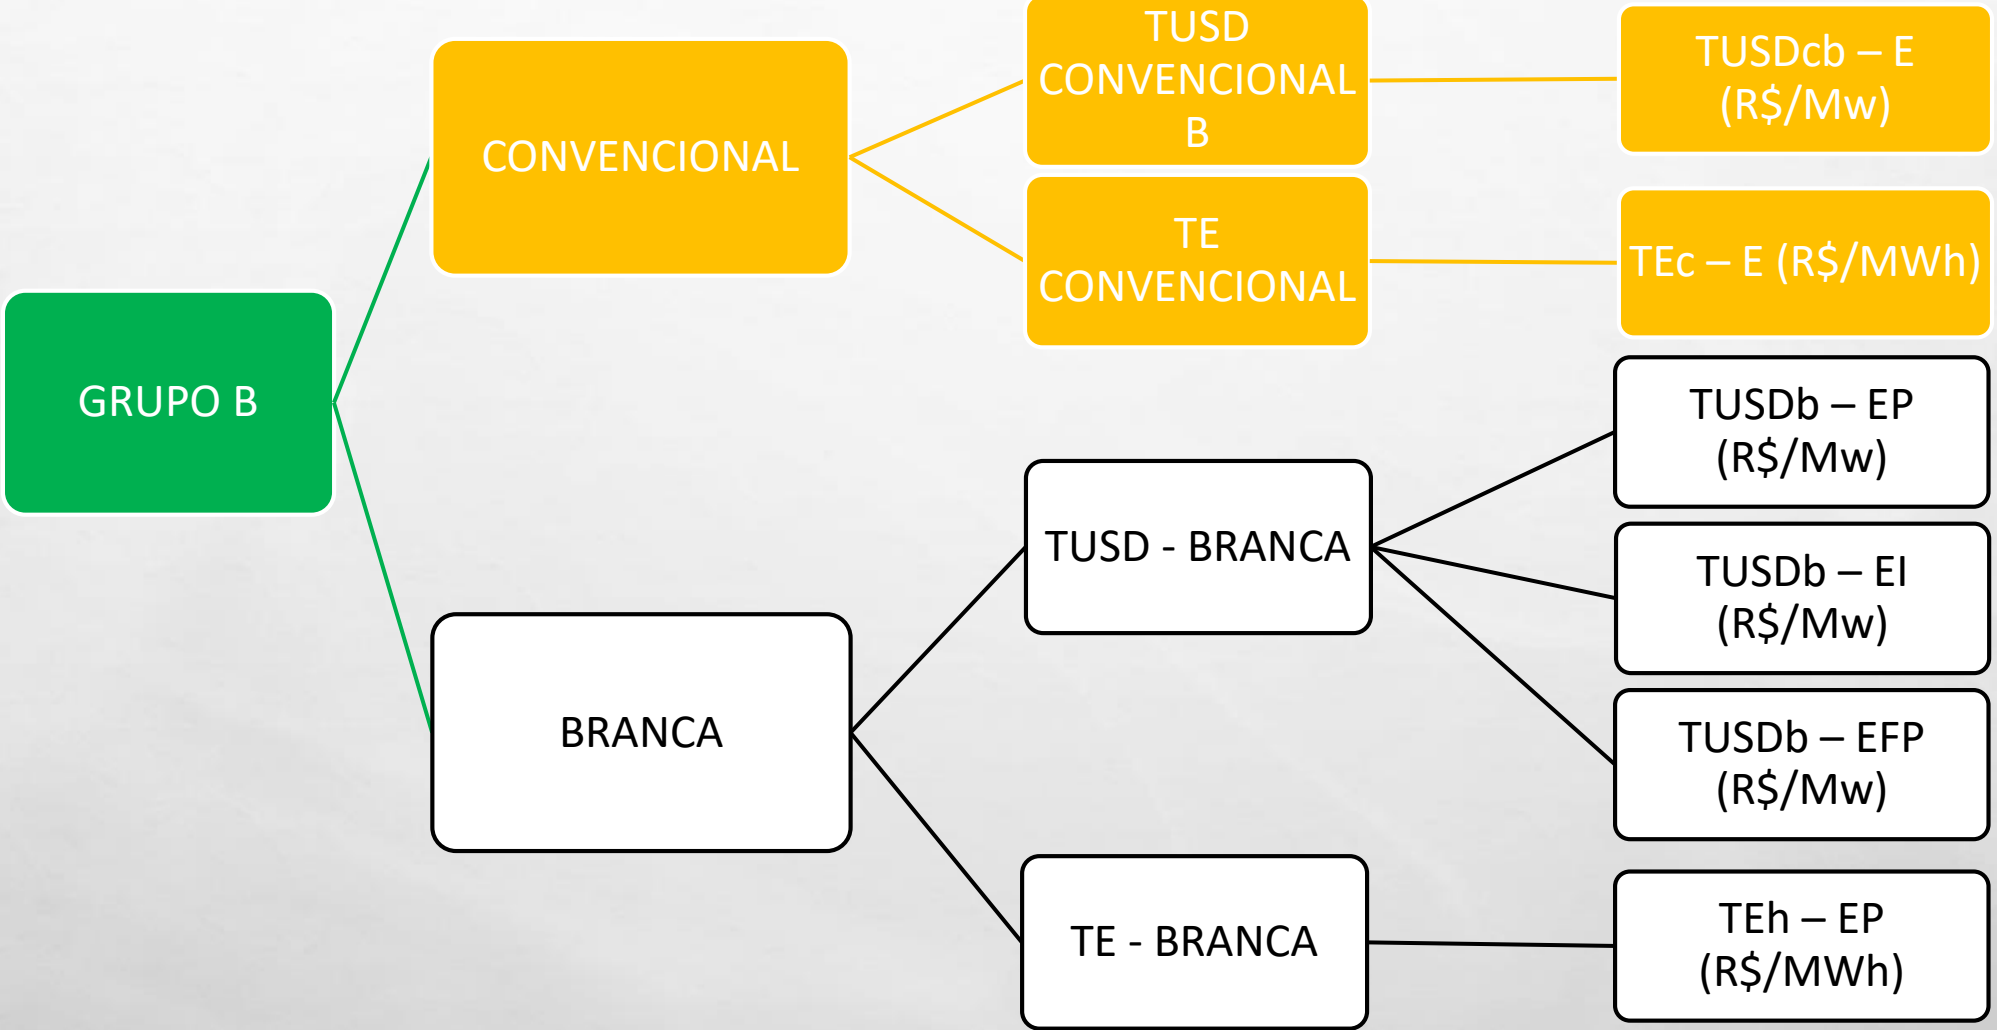 GRUPO B
CONVENCIONAL
TUSD
CONVENCIONAL
B
TUSDcb – E
(R$/Mw)
TE
CONVENCIONAL
TEc – E (R$/MWh)
BRANCA
TUSD - BRANCA
TUSDb – EP
(R$/Mw)
TUSDb – EI
(R$/Mw)
TUSDb – EFP
(R$/Mw)
TE - BRANCA
TEh – EP
(R$/MWh)